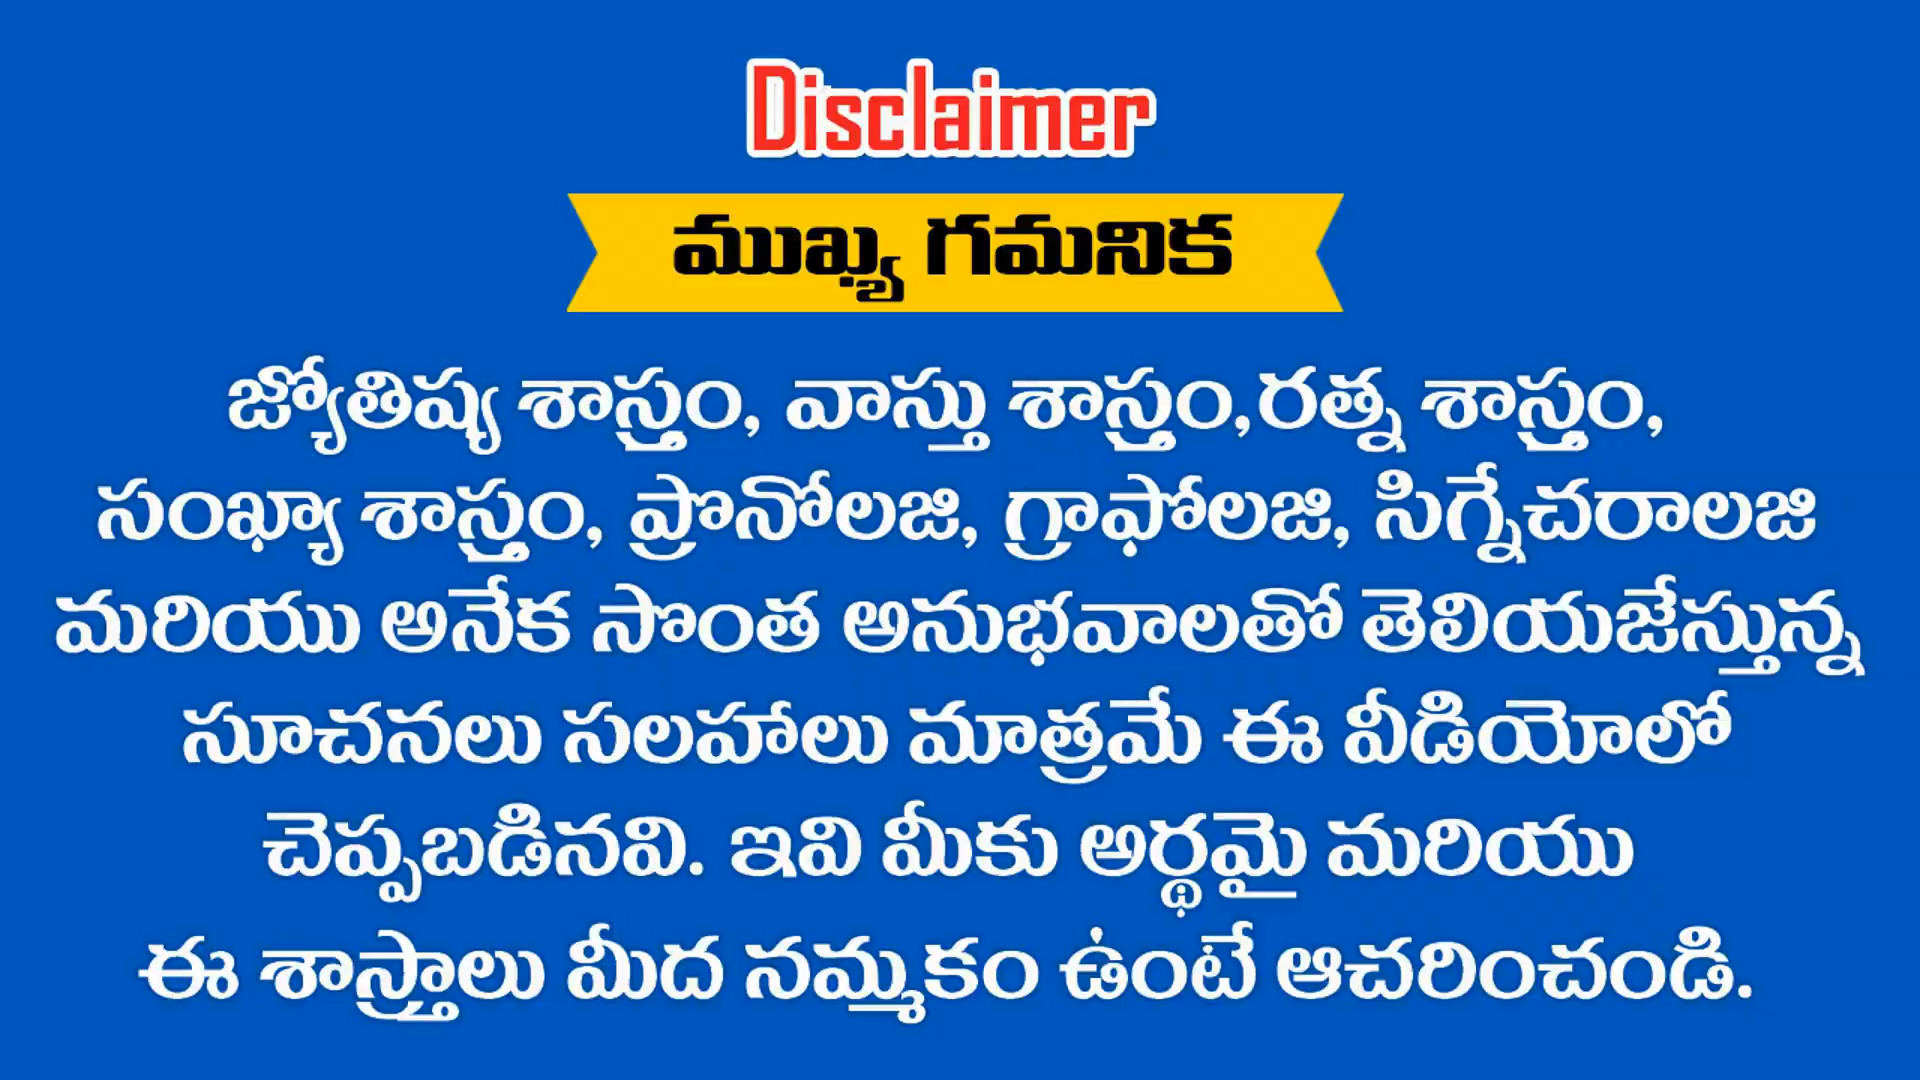 Disclaimer
ముఖ్య గమనిక
జ్యోతిష్య శాస్త్రం, వాస్తు శాస్త్రం,రత్న శాస్త్రం,
సంఖ్యా శాస్త్రం, ప్రొనోలజి, గ్రాఫోలజి, సిగ్నేచరాలజి
మరియు అనేక సొంత అనుభవాలతో తెలియజేస్తున్న
సూచనలు సలహాలు మాత్రమే ఈ వీడియోలో
చెప్పబడినవి. ఇవి మీకు అర్థమై మరియు
ఈ శాస్త్రాలు మీద నమ్మకం ఉంటే ఆచరించండి.